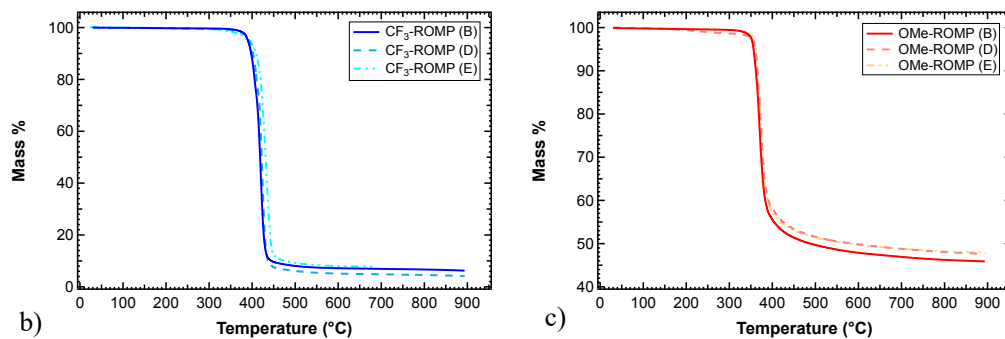 100
80
60
40
20
0
Mass %
0 100 200 300 400 500 600 700 800 900
Temperature (°C)
CF₃-ROMP (B)
CF₃-ROMP (D)
CF₃-ROMP (E)
b)
100
90
80
70
60
50
40
Mass %
0 100 200 300 400 500 600 700 800 900
Temperature (°C)
OMe-ROMP (B)
OMe-ROMP (D)
OMe-ROMP (E)
c)